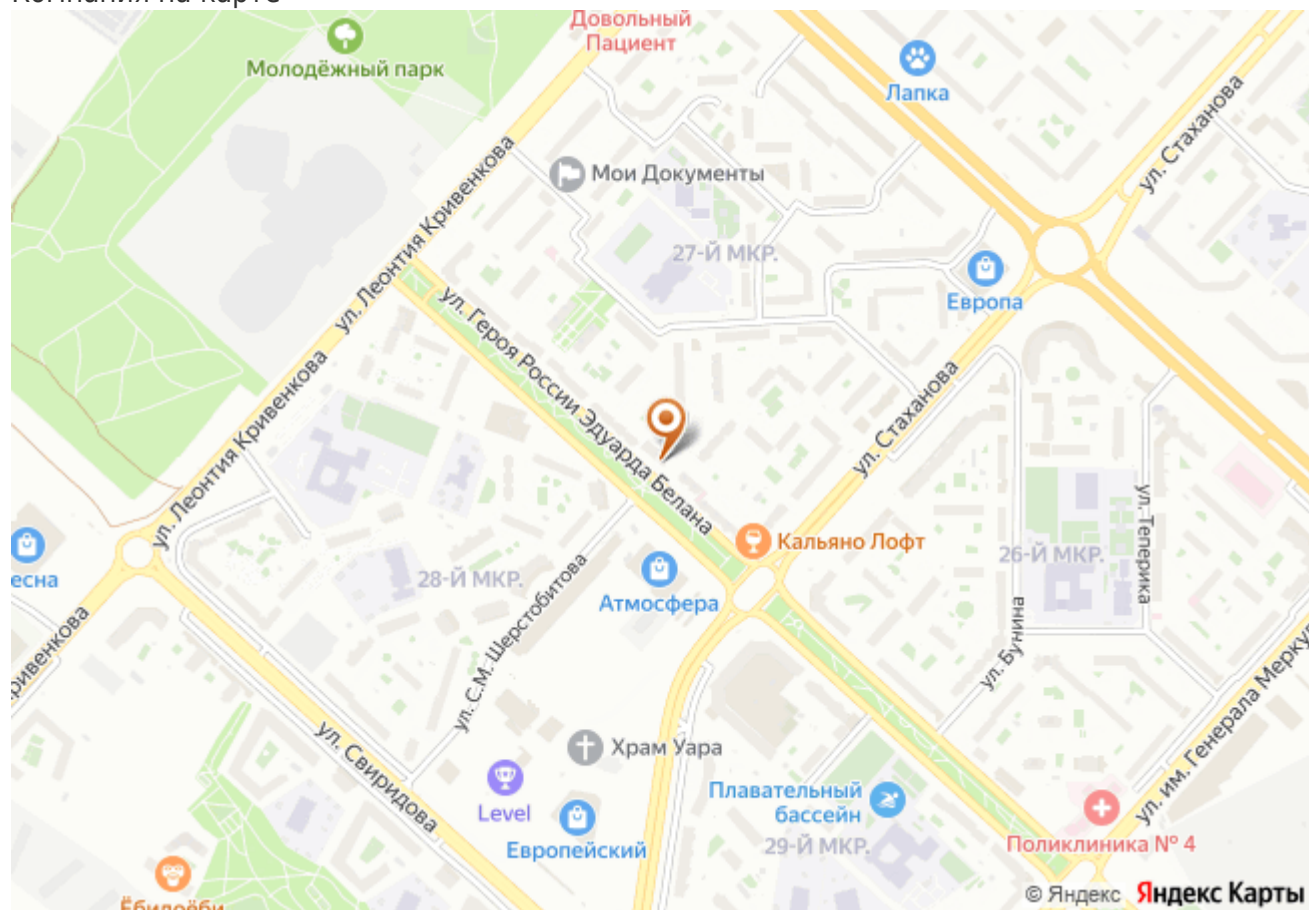 Довольный
Пациент
Молодёжный парк
Лапка
ул. Стаханова
Мои Документы
ул. Леонтия Кривенкова
27-Й МКР.
Европа
ул. Героя России Эдуарда Белана
ул. Леонтия Кривенкова
ул. Стаханова
ул. Теперика
Кальяно Лофт
26-Й МКР.
есна
28-Й МКР.
Атмосфера
ул. С.М. Шерстобитова
ул. Бунина
ривенкова
ул. им. Генерала Мерку
ул. Свиридова
Храм Уара
Level
Плавательный
бассейн
Европейский
29-Й МКР.
Поликлиника № 4
Ёбидоёби
© Яндекс Яндекс Карты